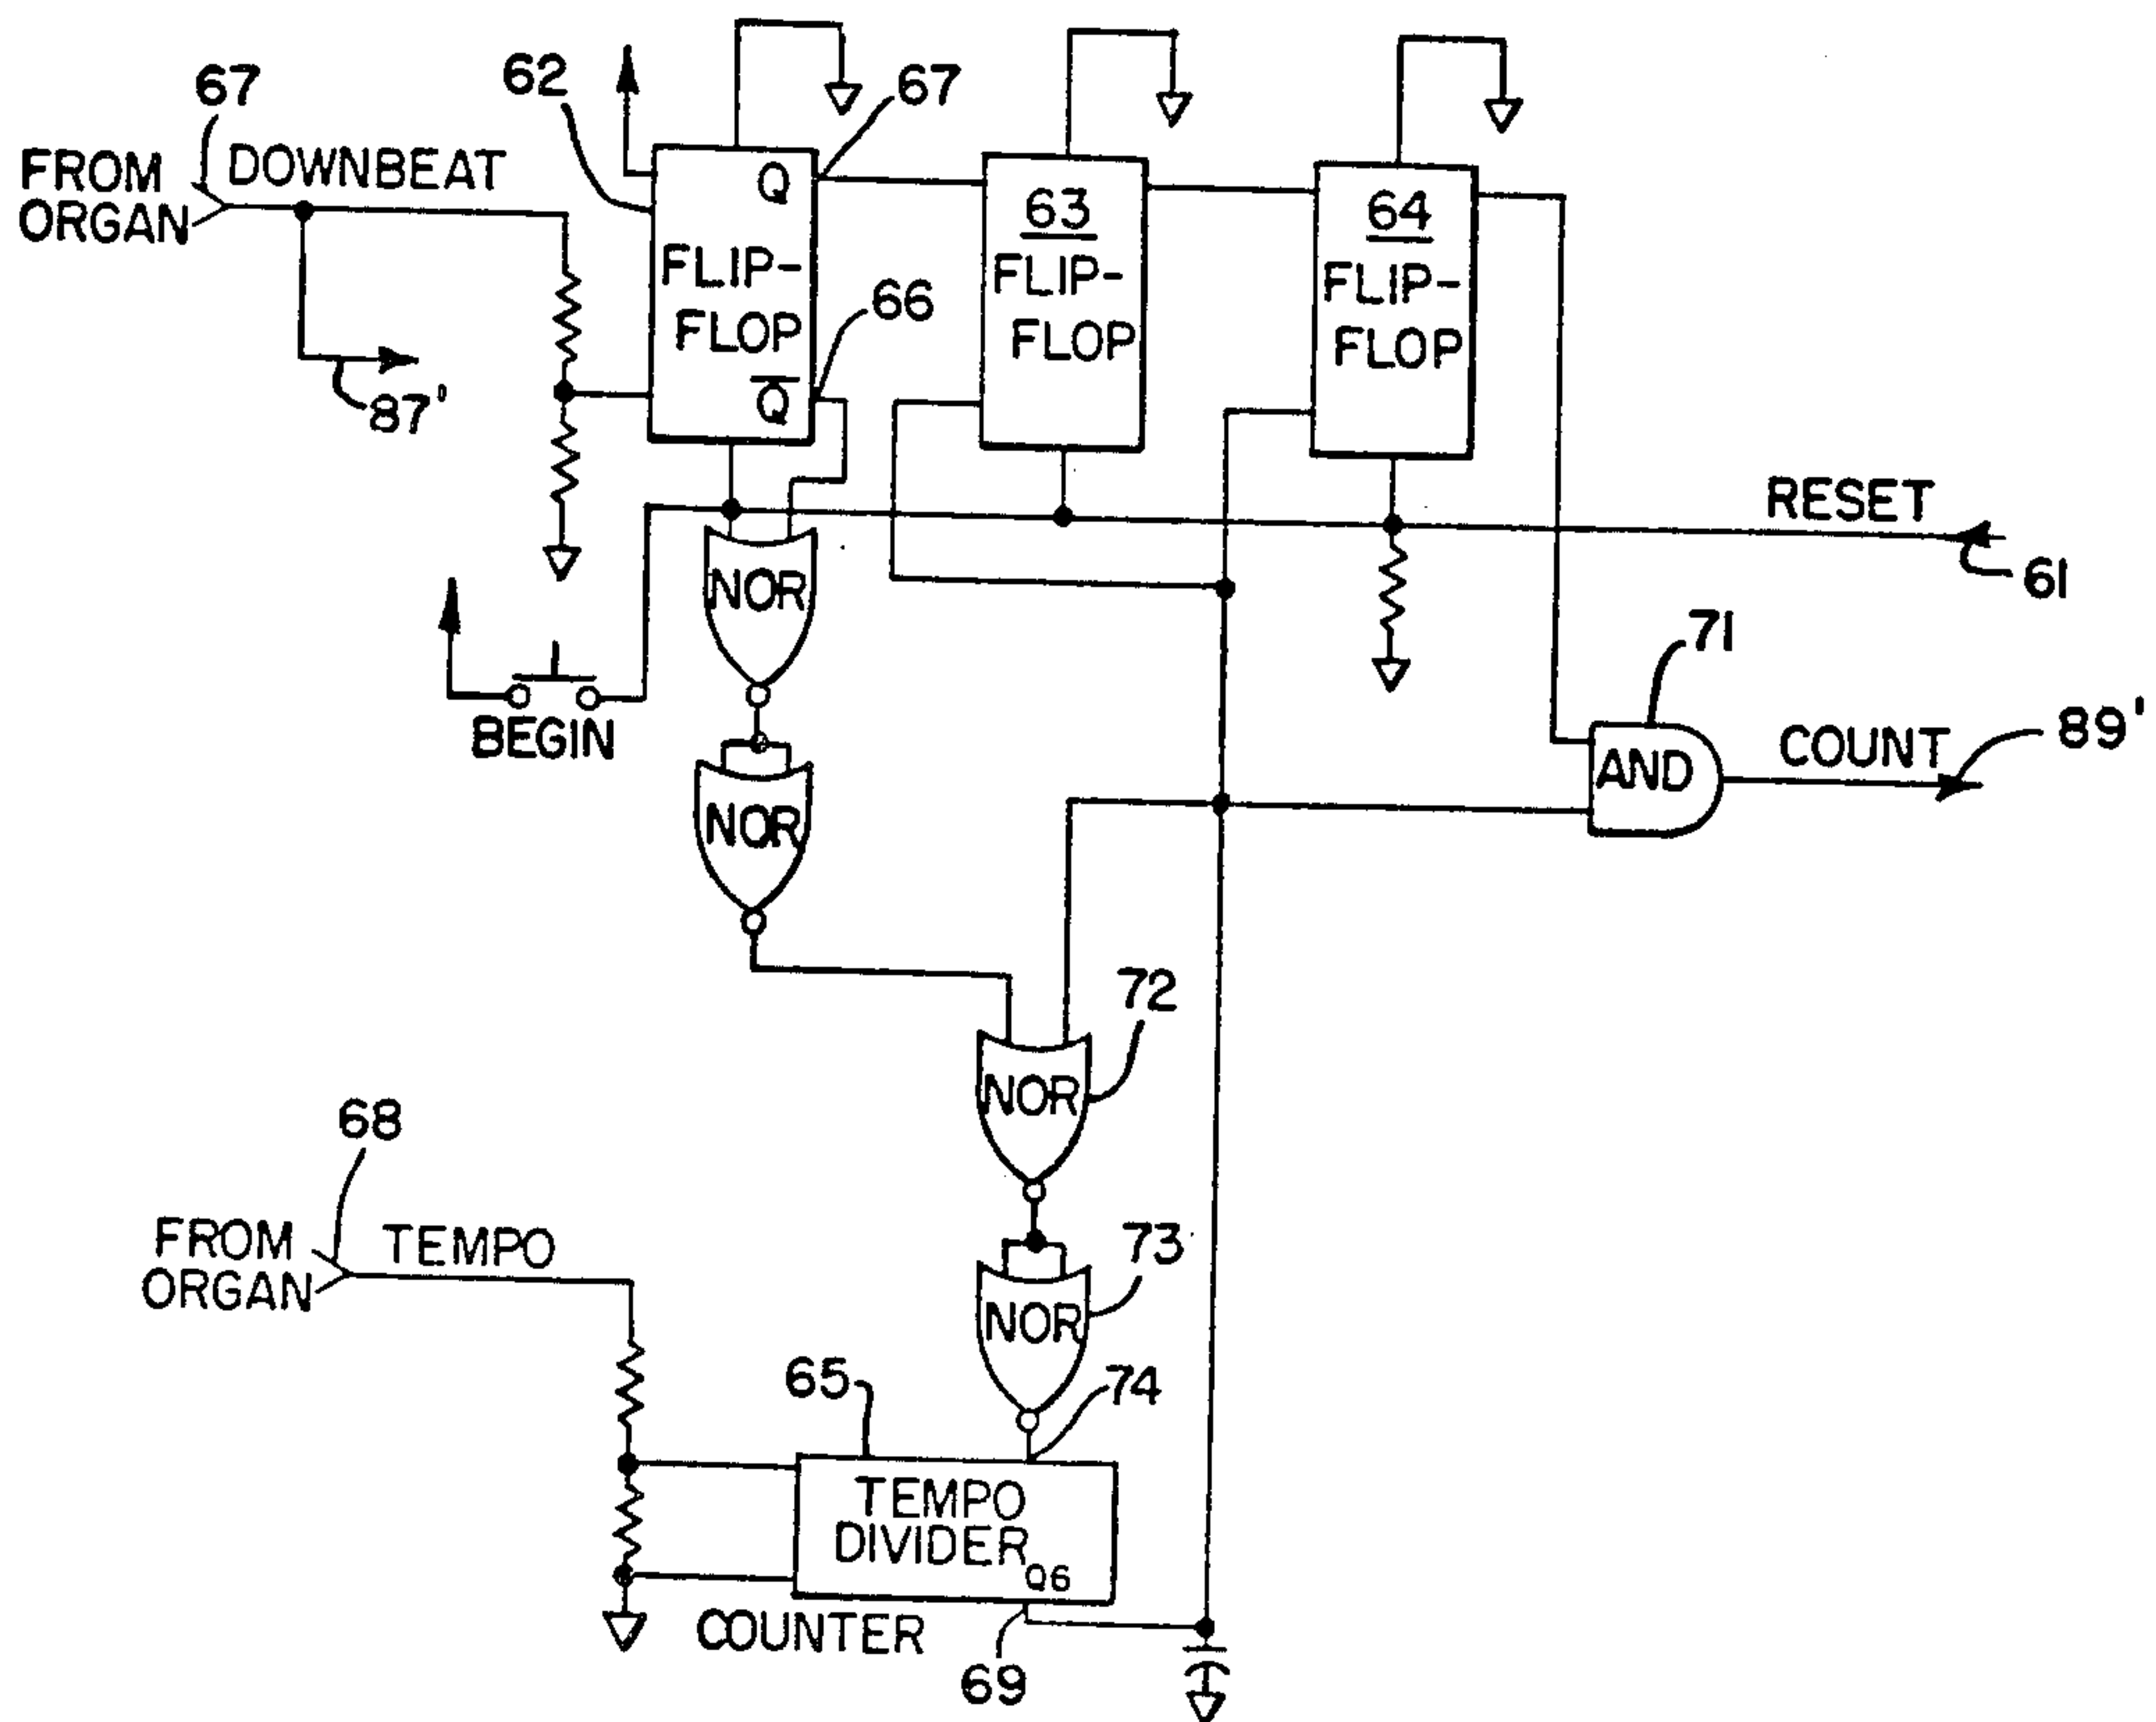 67
FROM
ORGAN
DOWNBEAT
87'
62
Q
67
FLIP-
FLOP
Q̅
66
63
FLIP-
FLOP
64
FLIP-
FLOP
RESET
61
BEGIN
NOR
NOR
71
AND
COUNT
89'
72
NOR
73
NOR
74
68
FROM
ORGAN
TEMPO
65
TEMPO
DIVIDER
Q6
COUNTER
69